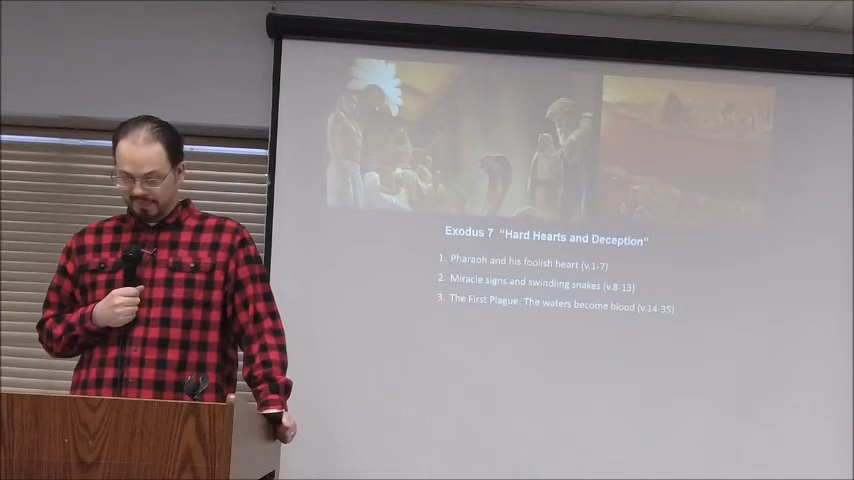 Exodus 7 "Hard Hearts and Deception"
1. Pharaoh and his foolish heart (v.1-7)
2. Miracle signs and swindling snakes (v.8-13)
3. The First Plague: The waters become blood (v.14-35)